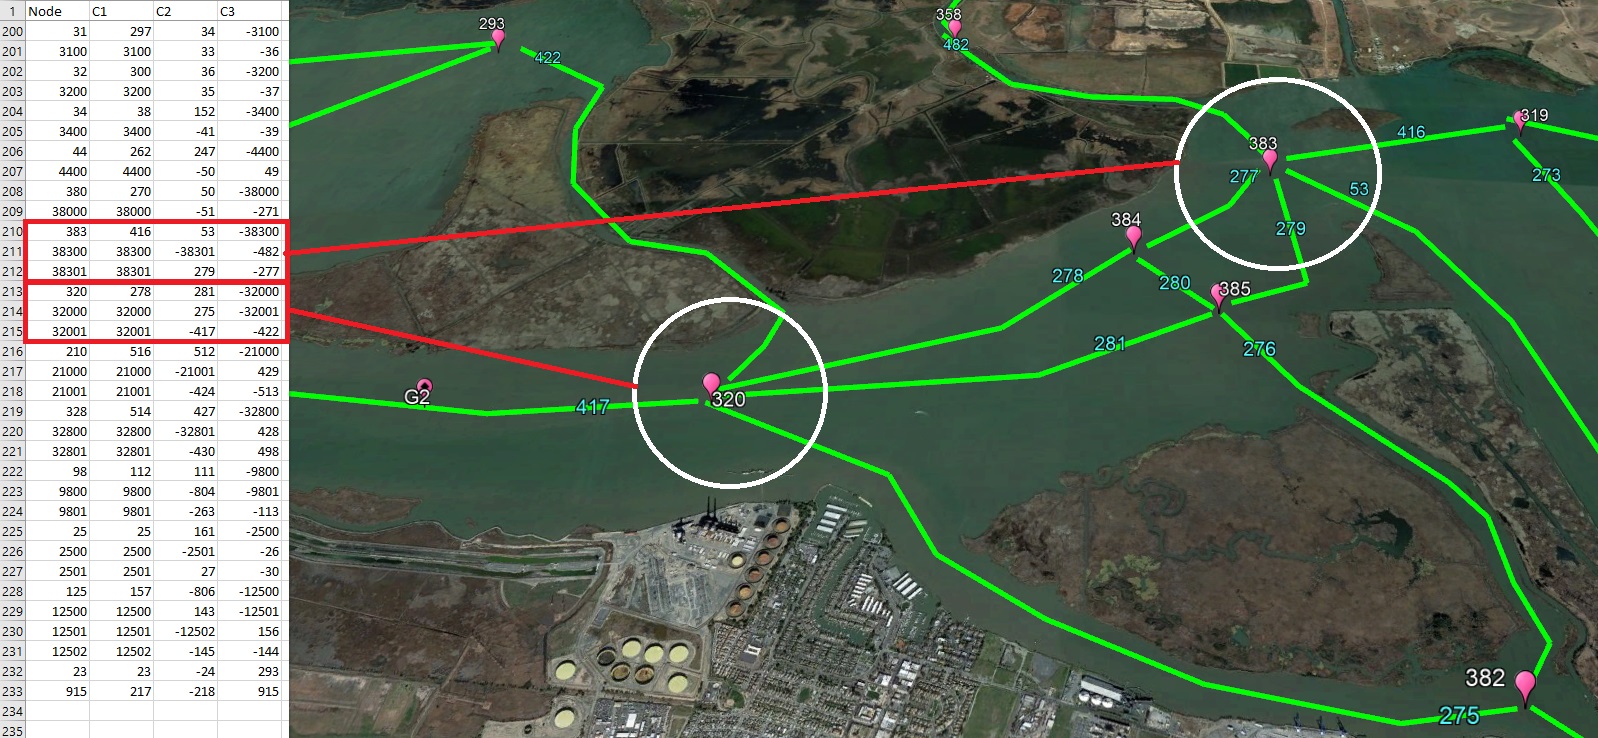 1 Node C1 C2 C3
200 31 297 34 -3100
201 3100 3100 33 -36
202 32 300 36 -3200
203 3200 3200 35 -37
204 34 38 152 -3400
205 3400 3400 -41 -39
206 44 262 247 -4400
207 4400 4400 -50 49
208 380 270 50 -38000
209 38000 38000 -51 -271
210 383 416 53 -38300
211 38300 38300 -38301 -482
212 38301 38301 279 -277
213 320 278 281 -32000
214 32000 32000 275 -32001
215 32001 32001 -417 -422
216 210 516 512 -21000
217 21000 21000 -21001 429
218 21001 21001 -424 -513
219 328 514 427 -32800
220 32800 32800 -32801 428
221 32801 32801 -430 498
222 98 112 111 -9800
223 9800 9800 -804 -9801
224 9801 9801 -263 -113
225 25 25 161 -2500
226 2500 2500 -2501 -26
227 2501 2501 27 -30
228 125 157 -806 -12500
229 12500 12500 143 -12501
230 12501 12501 -12502 156
231 12502 12502 -145 -144
232 23 23 -24 293
233 915 217 -218 915
234
235
293
422
358
482
383
416
319
277
53
273
384
279
278
280
385
281
276
G2
417
320
382
275